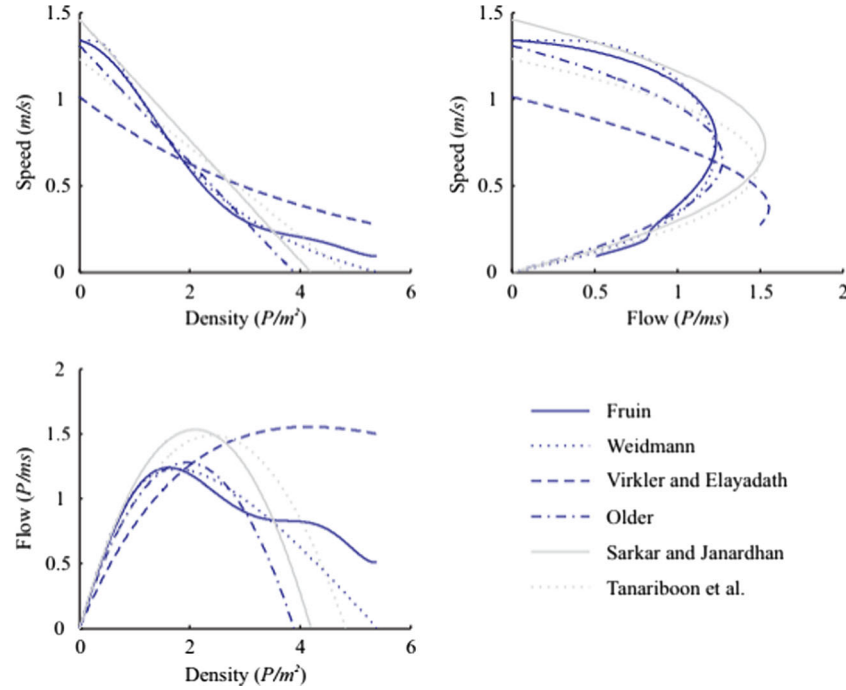 1.5
1
0.5
0
0
2
4
6
Speed (m/s)
Density (P/m²)
1.5
1
0.5
0
0
0.5
1
1.5
2
Speed (m/s)
Flow (P/ms)
2
1.5
1
0.5
0
0
2
4
6
Flow (P/ms)
Density (P/m²)
Fruin
Weidmann
Virkler and Elayadath
Older
Sarkar and Janardhan
Tanariboon et al.